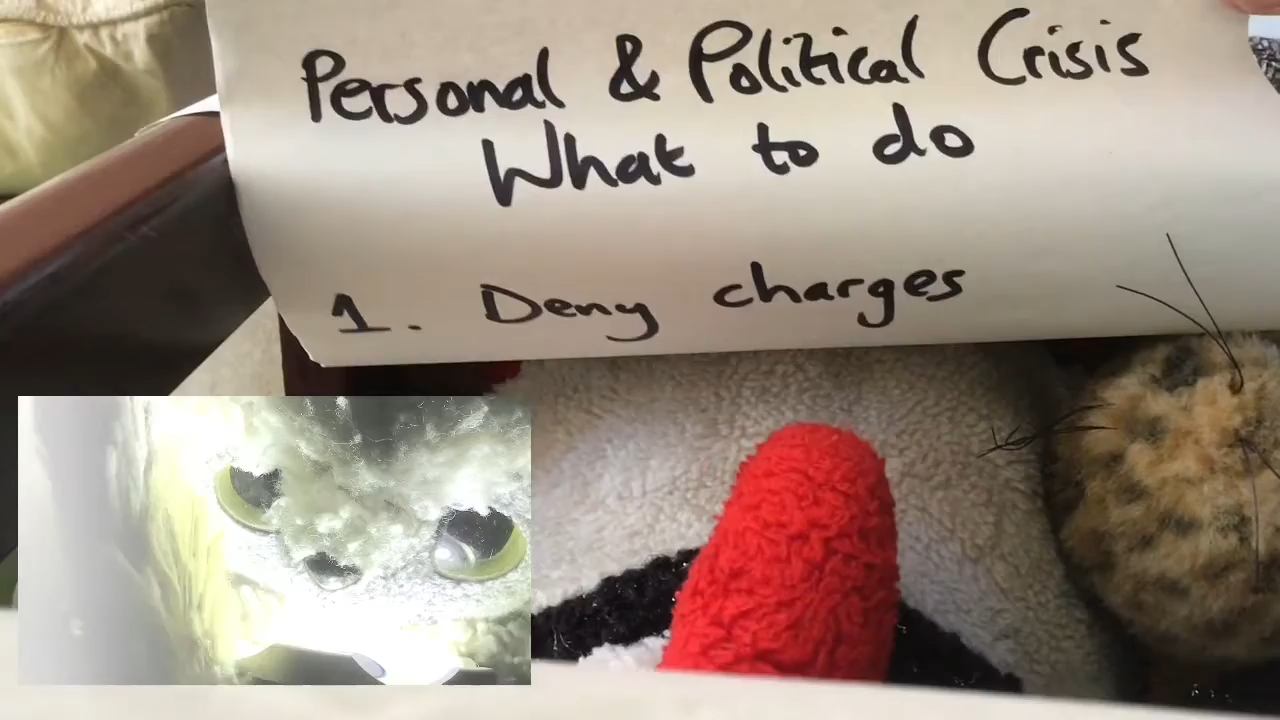 Personal & Political Crisis
What to do
1. Deny charges